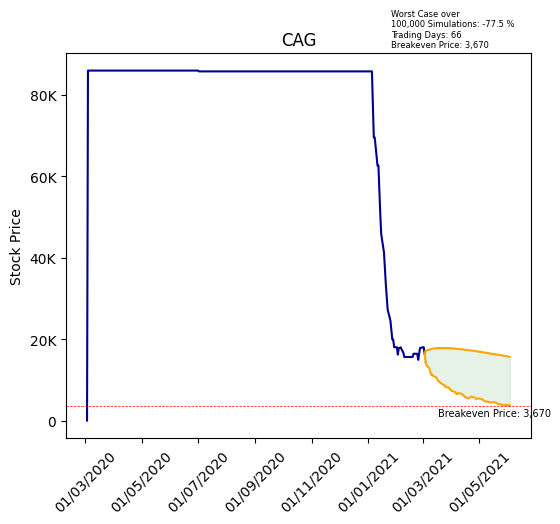 Worst Case over
100,000 Simulations: -77.5 %
Trading Days: 66
Breakeven Price: 3,670
CAG
Stock Price
80K
60K
40K
20K
0
Breakeven Price: 3,670
01/03/2020
01/05/2020
01/07/2020
01/09/2020
01/11/2020
01/01/2021
01/03/2021
01/05/2021